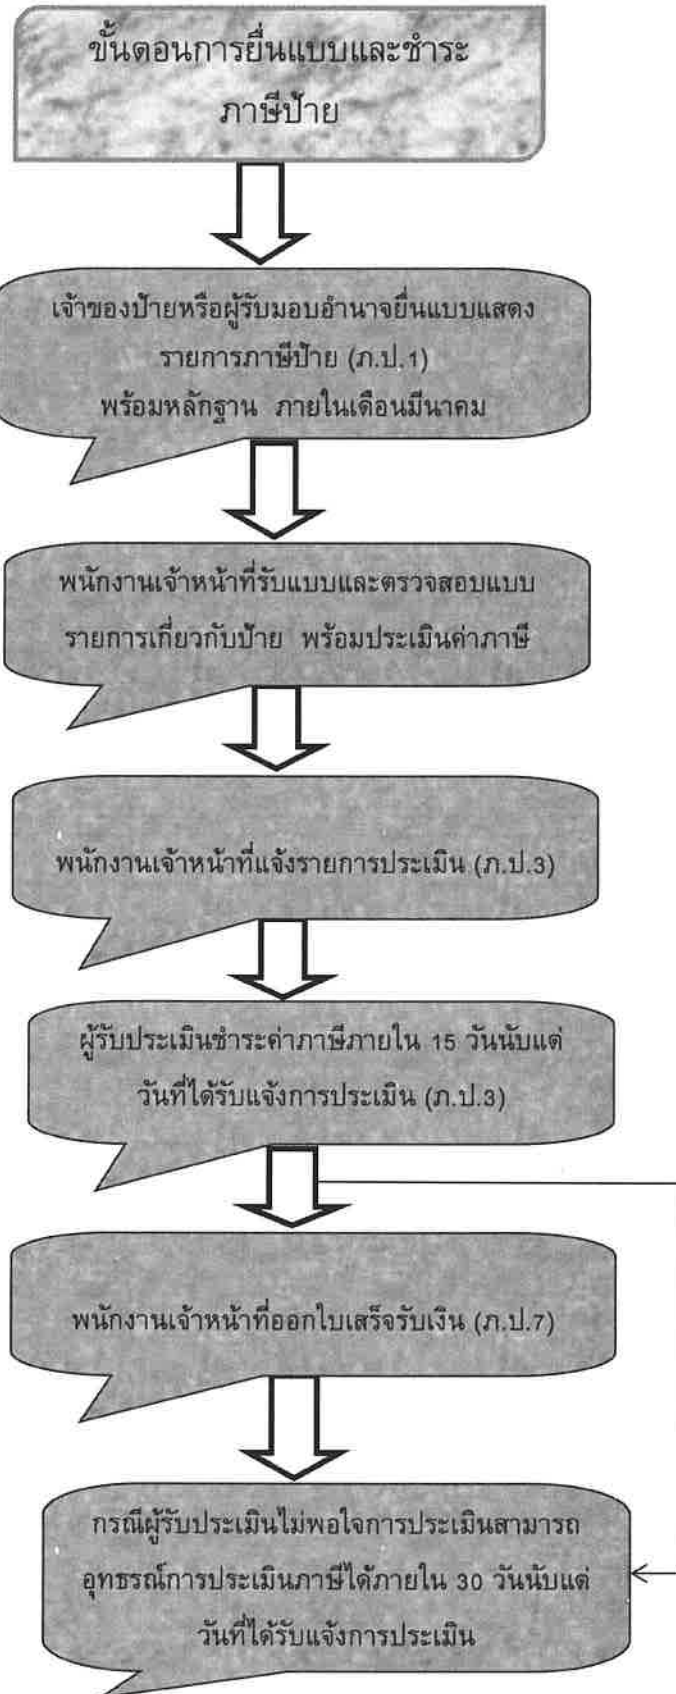 ขั้นตอนการยื่นแบบและชำระ
ภาษีป้าย
เจ้าของป้ายหรือผู้รับมอบอำนาจยื่นแบบแสดง
รายการภาษีป้าย (ภ.ป.1)
พร้อมหลักฐาน ภายในเดือนมีนาคม
พนักงานเจ้าหน้าที่รับแบบและตรวจสอบแบบ
รายการเกี่ยวกับป้าย พร้อมประเมินค่าภาษี
พนักงานเจ้าหน้าที่แจ้งรายการประเมิน (ภ.ป.3)
ผู้รับประเมินชำระค่าภาษีภายใน 15 วันนับแต่
วันที่ได้รับแจ้งการประเมิน (ภ.ป.3)
พนักงานเจ้าหน้าที่ออกใบเสร็จรับเงิน (ภ.ป.7)
กรณีผู้รับประเมินไม่พอใจการประเมินสามารถ
อุทธรณ์การประเมินภาษีได้ภายใน 30 วันนับแต่
วันที่ได้รับแจ้งการประเมิน